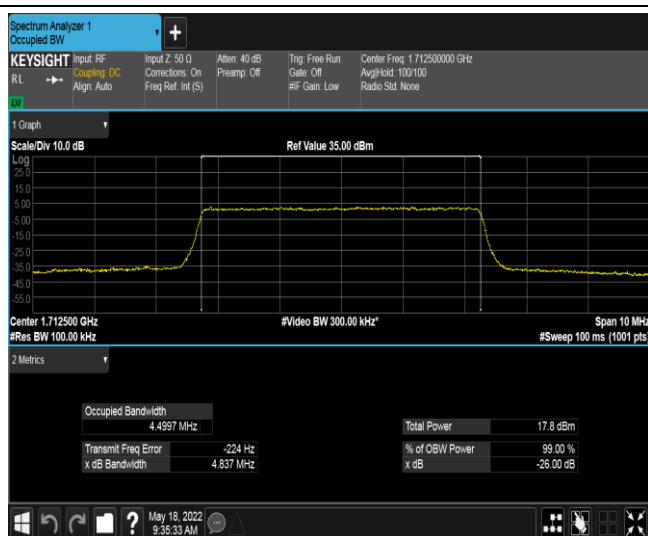 Spectrum Analyzer 1
Occupied BW
+
KEYSIGHT
RL
Input: RF
Coupling: DC
Align: Auto
Input Z: 50 Ω
Corrections: On
Freq Ref: Int (S)
Atten: 40 dB
Preamp: Off
Trig: Free Run
Gate: Off
#IF Gain: Low
Center Freq: 1.712500000 GHz
Avg|Hold: 100/100
Radio Std: None
1 Graph
Scale/Div 10.0 dB
Ref Value 35.00 dBm
Log
25.0
15.0
5.00
-5.00
-15.0
-25.0
-35.0
-45.0
-55.0
Center 1.712500 GHz
#Video BW 300.00 kHz*
Span 10 MHz
#Res BW 100.00 kHz
#Sweep 100 ms (1001 pts)
2 Metrics
Occupied Bandwidth
4.4997 MHz
Total Power 17.8 dBm
Transmit Freq Error -224 Hz
% of OBW Power 99.00 %
x dB Bandwidth 4.837 MHz
x dB -26.00 dB
?
May 18, 2022
9:35:33 AM